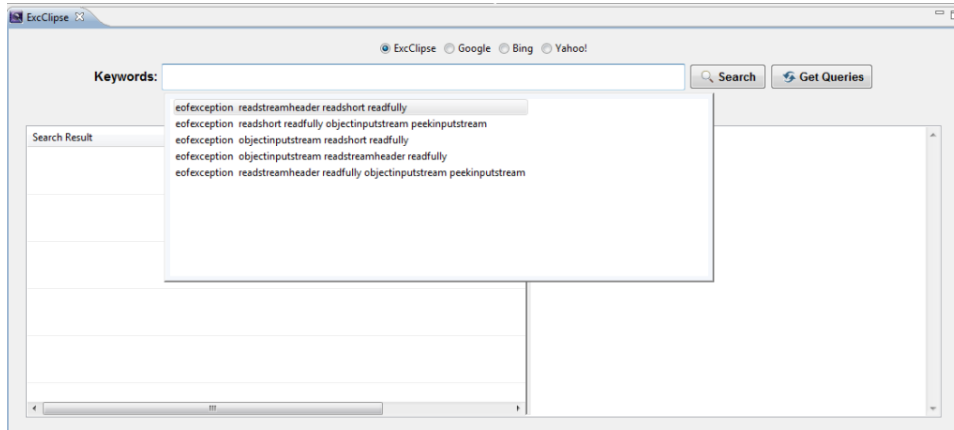 ExcClipse
ExcClipse Google Bing Yahoo!
Keywords: Search Get Queries
eofexception readstreamheader readshort readfully
eofexception readshort readfully objectinputstream peekinputstream
Search Result
eofexception objectinputstream readshort readfully
eofexception objectinputstream readstreamheader readfully
eofexception readstreamheader readfully objectinputstream peekinputstream